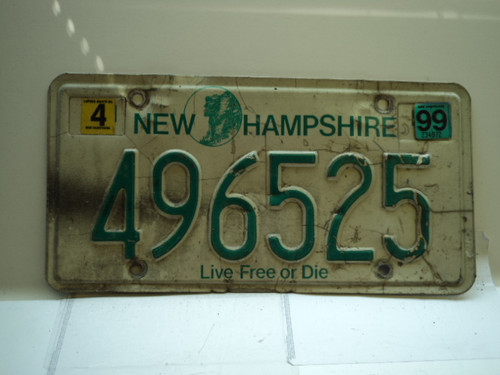 4 99
NEW HAMPSHIRE
496525
Live Free or Die